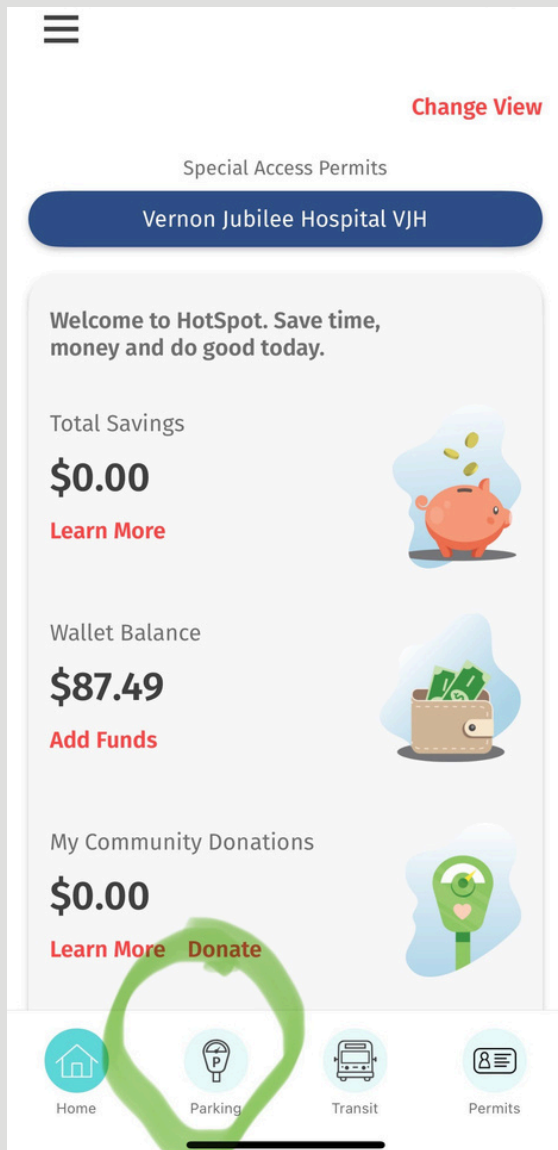 Change View
Special Access Permits
Vernon Jubilee Hospital VJH
Welcome to HotSpot. Save time,
money and do good today.
Total Savings
$0.00
Learn More
Wallet Balance
$87.49
Add Funds
My Community Donations
$0.00
Learn More Donate
P
Home Parking Transit Permits